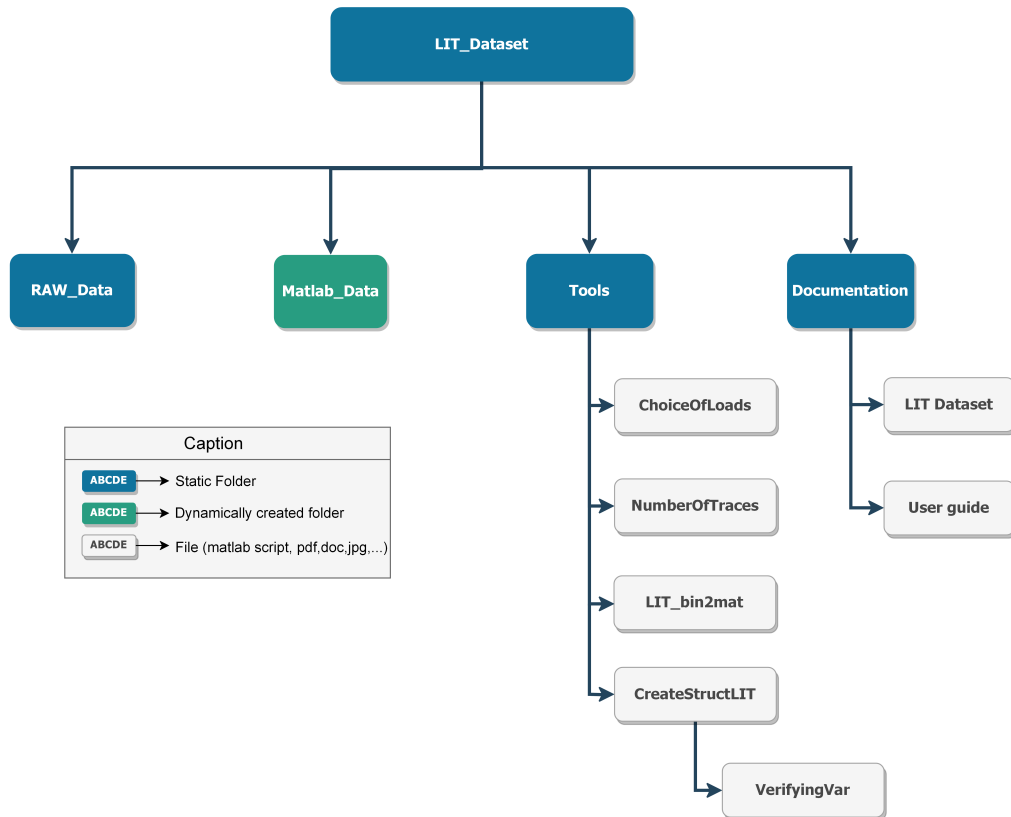 LIT_Dataset
RAW_Data
Matlab_Data
Tools
Documentation
ChoiceOfLoads
LIT Dataset
NumberOfTraces
User guide
LIT_bin2mat
CreateStructLIT
VerifyingVar
Caption
ABCDE Static Folder
ABCDE Dynamically created folder
ABCDE File (matlab script, pdf,doc,jpg,...)